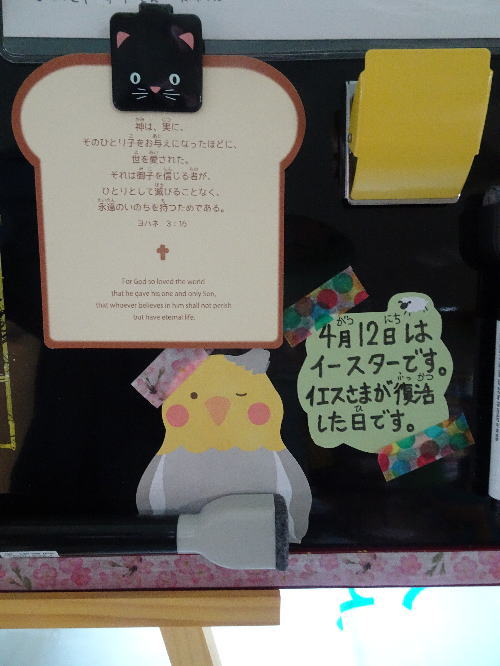 神は、実に、
そのひとり子をお与えになったほどに、
世を愛された。
それは御子を信じる者が、
ひとりとして滅びることなく、
永遠のいのちを持つためである。
ヨハネ 3:16
For God so loved the world
that he gave his one and only Son,
that whoever believes in him shall not perish
but have eternal life.
4月12日は
イースターです。
イエスさまが復活
した日です。